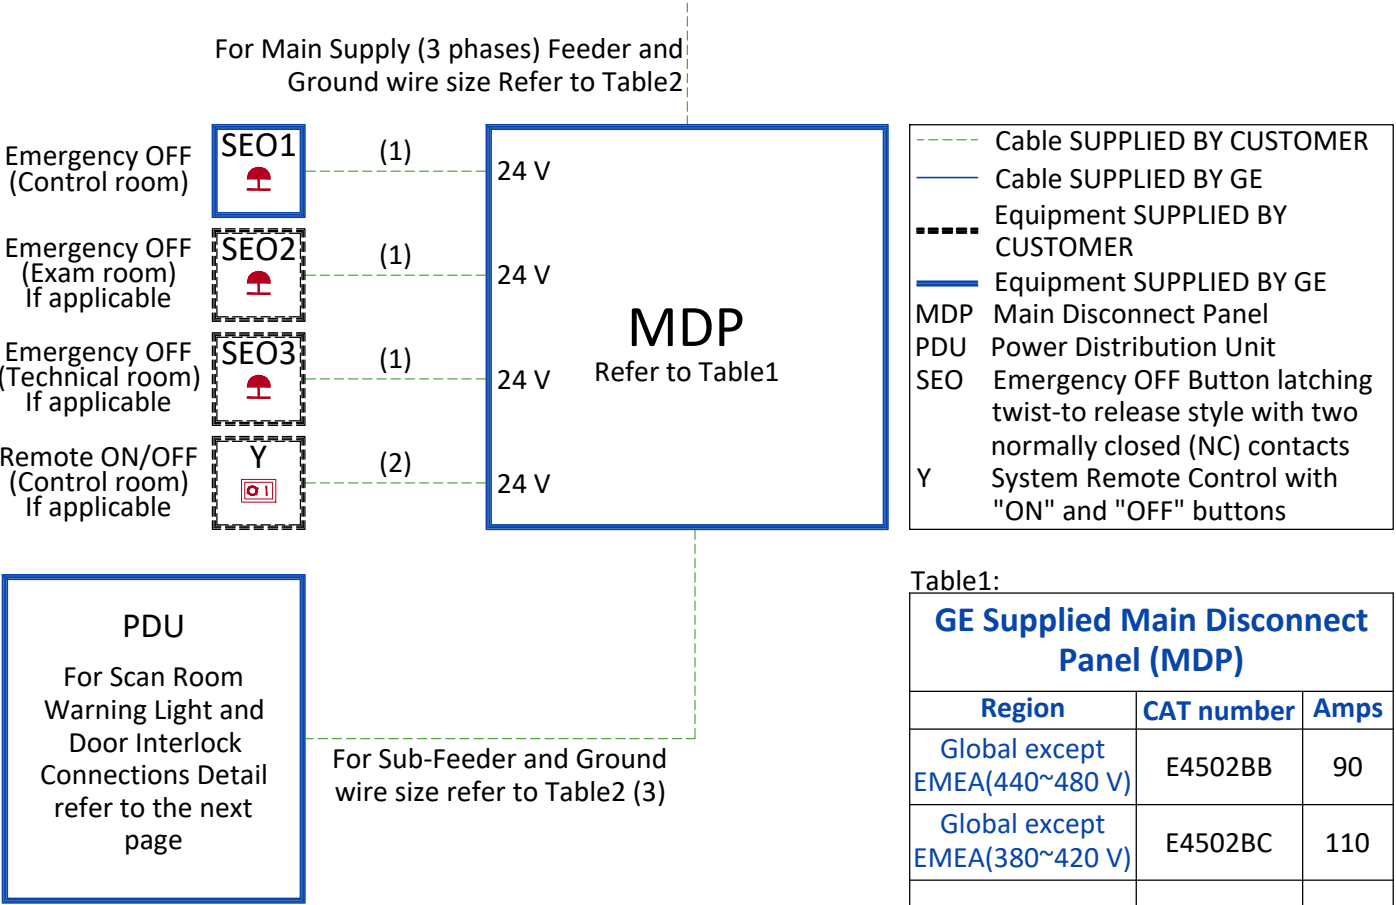 For Main Supply (3 phases) Feeder and
Ground wire size Refer to Table2
Emergency OFF
(Control room)
SEO1
(1)
24 V
Emergency OFF
(Exam room)
If applicable
SEO2
(1)
24 V
Emergency OFF
(Technical room)
If applicable
SEO3
(1)
24 V
Remote ON/OFF
(Control room)
If applicable
Y
(2)
24 V
MDP
Refer to Table1
Cable SUPPLIED BY CUSTOMER
Cable SUPPLIED BY GE
Equipment SUPPLIED BY
CUSTOMER
Equipment SUPPLIED BY GE
MDP Main Disconnect Panel
PDU Power Distribution Unit
SEO Emergency OFF Button latching
twist-to release style with two
normally closed (NC) contacts
Y System Remote Control with
"ON" and "OFF" buttons
PDU
For Scan Room
Warning Light and
Door Interlock
Connections Detail
refer to the next
page
For Sub-Feeder and Ground
wire size refer to Table2 (3)
Table1:
GE Supplied Main Disconnect
Panel (MDP)
Region CAT number Amps
Global except
EMEA(440~480 V) E4502BB 90
Global except
EMEA(380~420 V) E4502BC 110